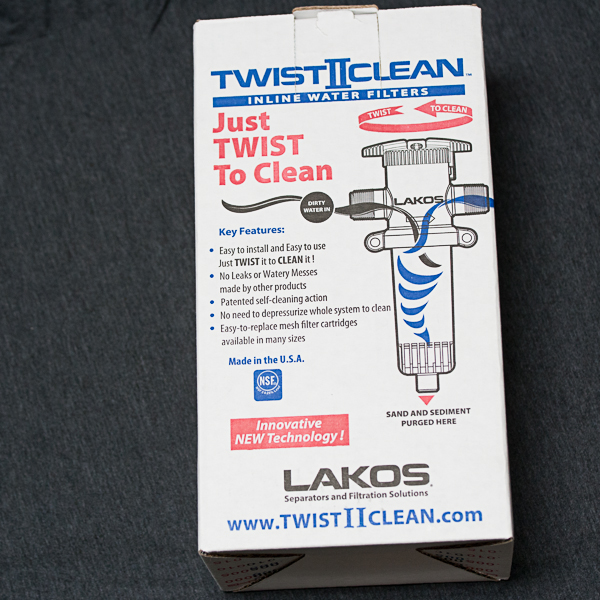 TWISTIICLEAN™
INLINE WATER FILTERS
Just
TWIST
To Clean
TWIST TO CLEAN
DIRTY
WATER IN
LAKOS
Key Features:
• Easy to install and Easy to use
Just TWIST it to CLEAN it !
• No Leaks or Watery Messes
made by other products
• Patented self-cleaning action
• No need to depressurize whole system to clean
• Easy-to-replace mesh filter cartridges
available in many sizes
Made in the U.S.A.
NSF
SAND AND SEDIMENT
PURGED HERE
Innovative
NEW Technology !
LAKOS
Separators and Filtration Solutions
www.TWISTIICLEAN.com